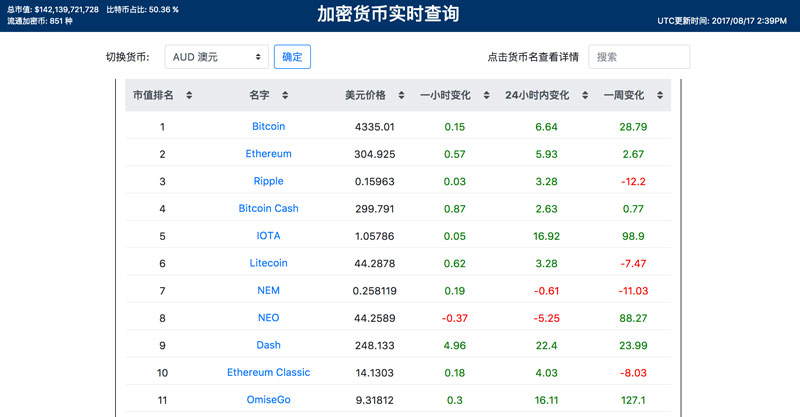 总市值: $142,139,721,728 比特币占比: 50.36 %
流通加密币: 851 种
加密货币实时查询
UTC更新时间: 2017/08/17 2:39PM
切换货币: AUD 澳元 确定 点击货币名查看详情 搜索
市值排名 名字 美元价格 一小时变化 24小时内变化 一周变化
1 Bitcoin 4335.01 0.15 6.64 28.79
2 Ethereum 304.925 0.57 5.93 2.67
3 Ripple 0.15963 0.03 3.28 -12.2
4 Bitcoin Cash 299.791 0.87 2.63 0.77
5 IOTA 1.05786 0.05 16.92 98.9
6 Litecoin 44.2878 0.62 3.28 -7.47
7 NEM 0.258119 0.19 -0.61 -11.03
8 NEO 44.2589 -0.37 -5.25 88.27
9 Dash 248.133 4.96 22.4 23.99
10 Ethereum Classic 14.1303 0.18 4.03 -8.03
11 OmiseGo 9.31812 0.3 16.11 127.1